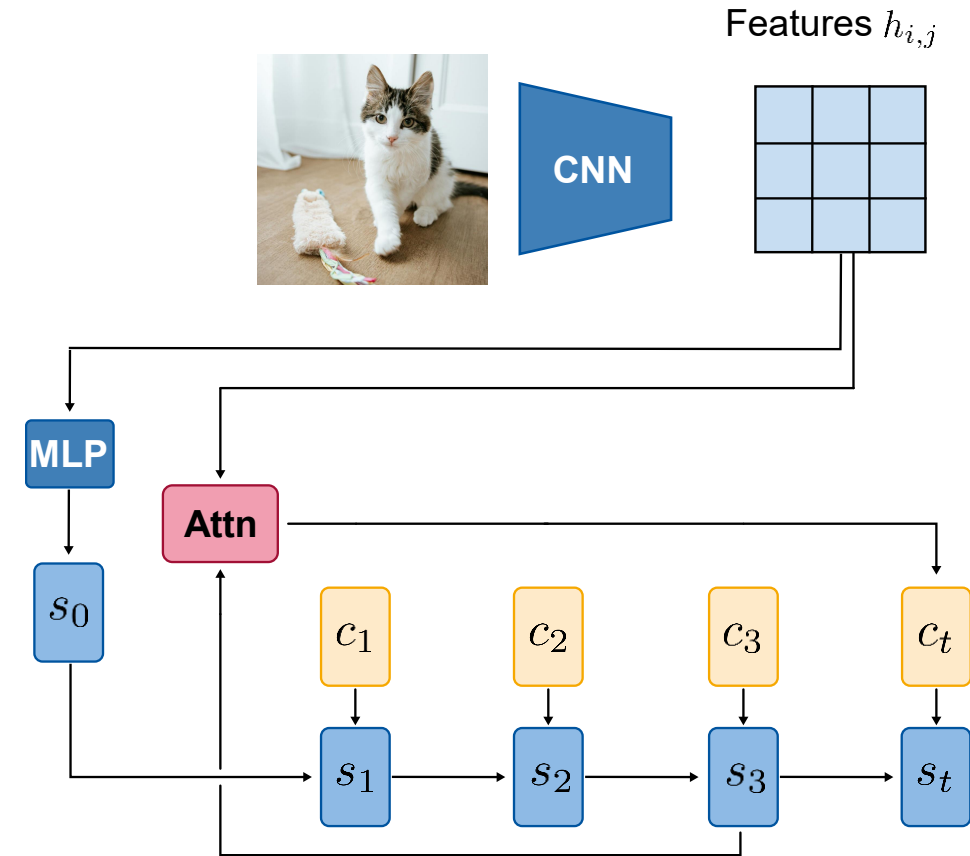 Features $h_{i,j}$
CNN
MLP
Attn
$s_0$
$c_1$ $c_2$ $c_3$ $c_t$
$s_1$ $s_2$ $s_3$ $s_t$